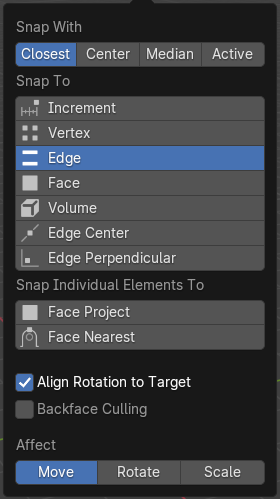 Snap With
Closest Center Median Active
Snap To
Increment
Vertex
Edge
Face
Volume
Edge Center
Edge Perpendicular
Snap Individual Elements To
Face Project
Face Nearest
Align Rotation to Target
Backface Culling
Affect
Move Rotate Scale